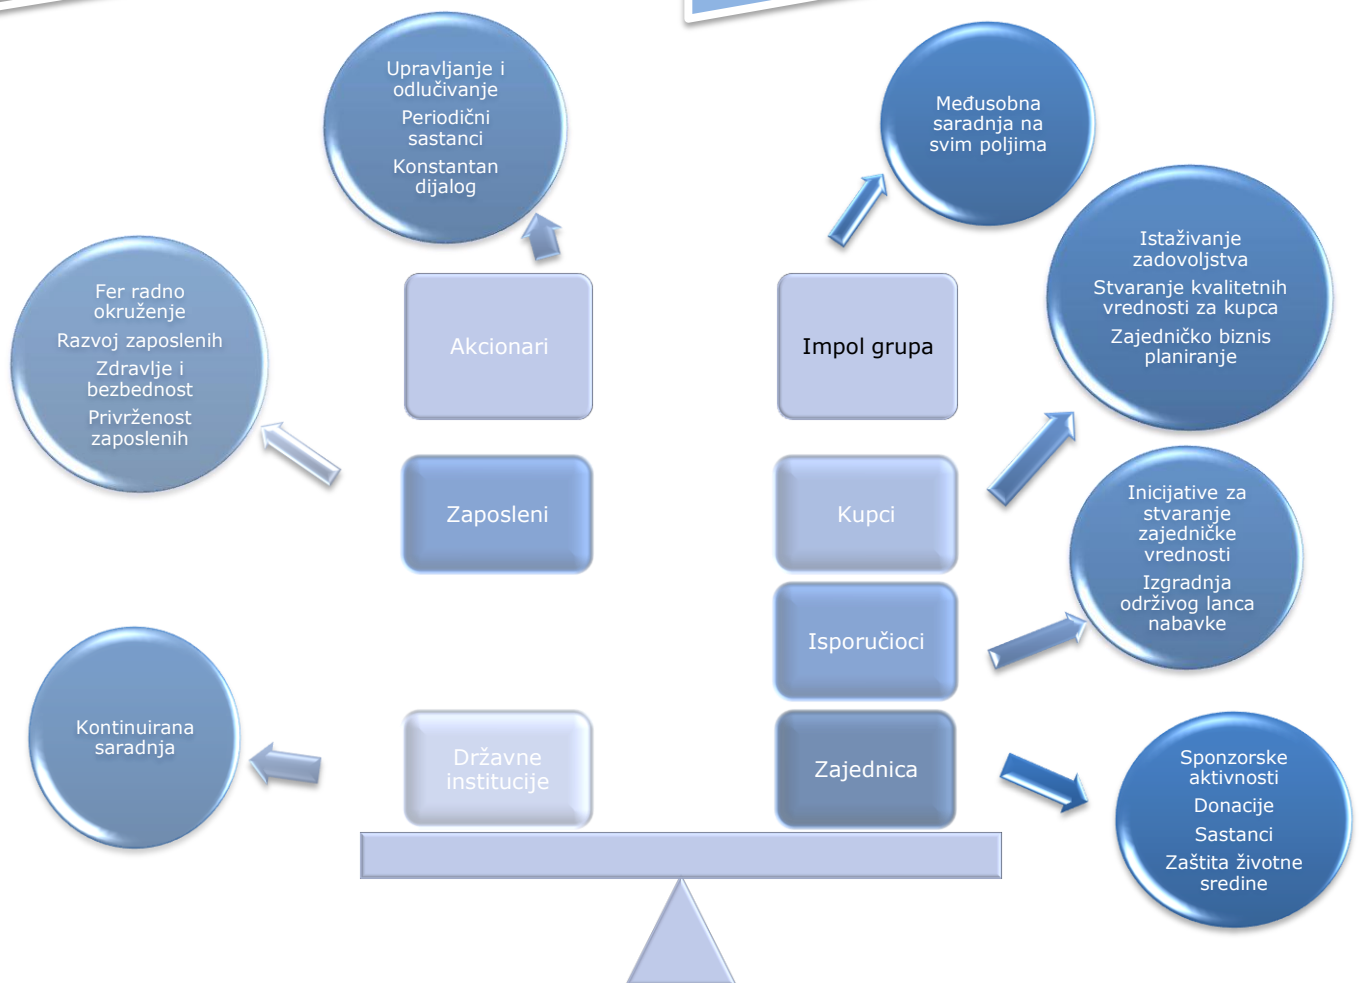 Upravljanje i
odlučivanje
Periodični
sastanci
Konstantan
dijalog
Međusobna
saradnja na
svim poljima
Fer radno
okruženje
Razvoj zaposlenih
Zdravlje i
bezbednost
Privrženost
zaposlenih
Akcionari
Impol grupa
Istaživanje
zadovoljstva
Stvaranje kvalitetnih
vrednosti za kupca
Zajedničko biznis
planiranje
Zaposleni
Kupci
Inicijative za
stvaranje
zajedničke
vrednosti
Izgradnja
održivog lanca
nabavke
Isporučioci
Kontinuirana
saradnja
Državne
institucije
Zajednica
Sponzorske
aktivnosti
Donacije
Sastanci
Zaštita životne
sredine